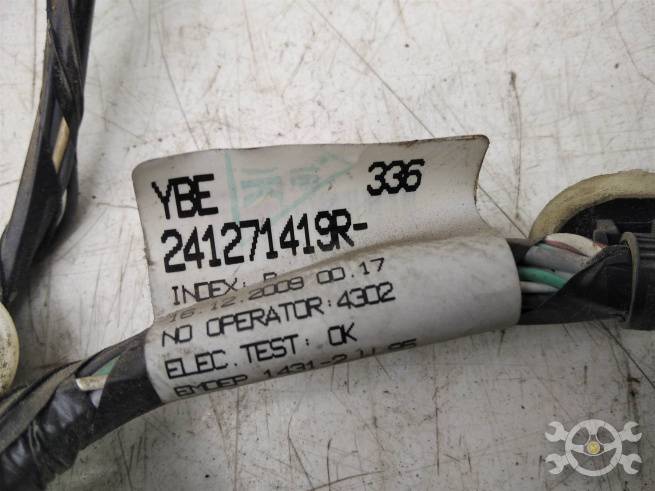 YBE 336
241271419R-
INDEX:
16.12.2009 00.17
NO OPERATOR:4302
ELEC.TEST: OK